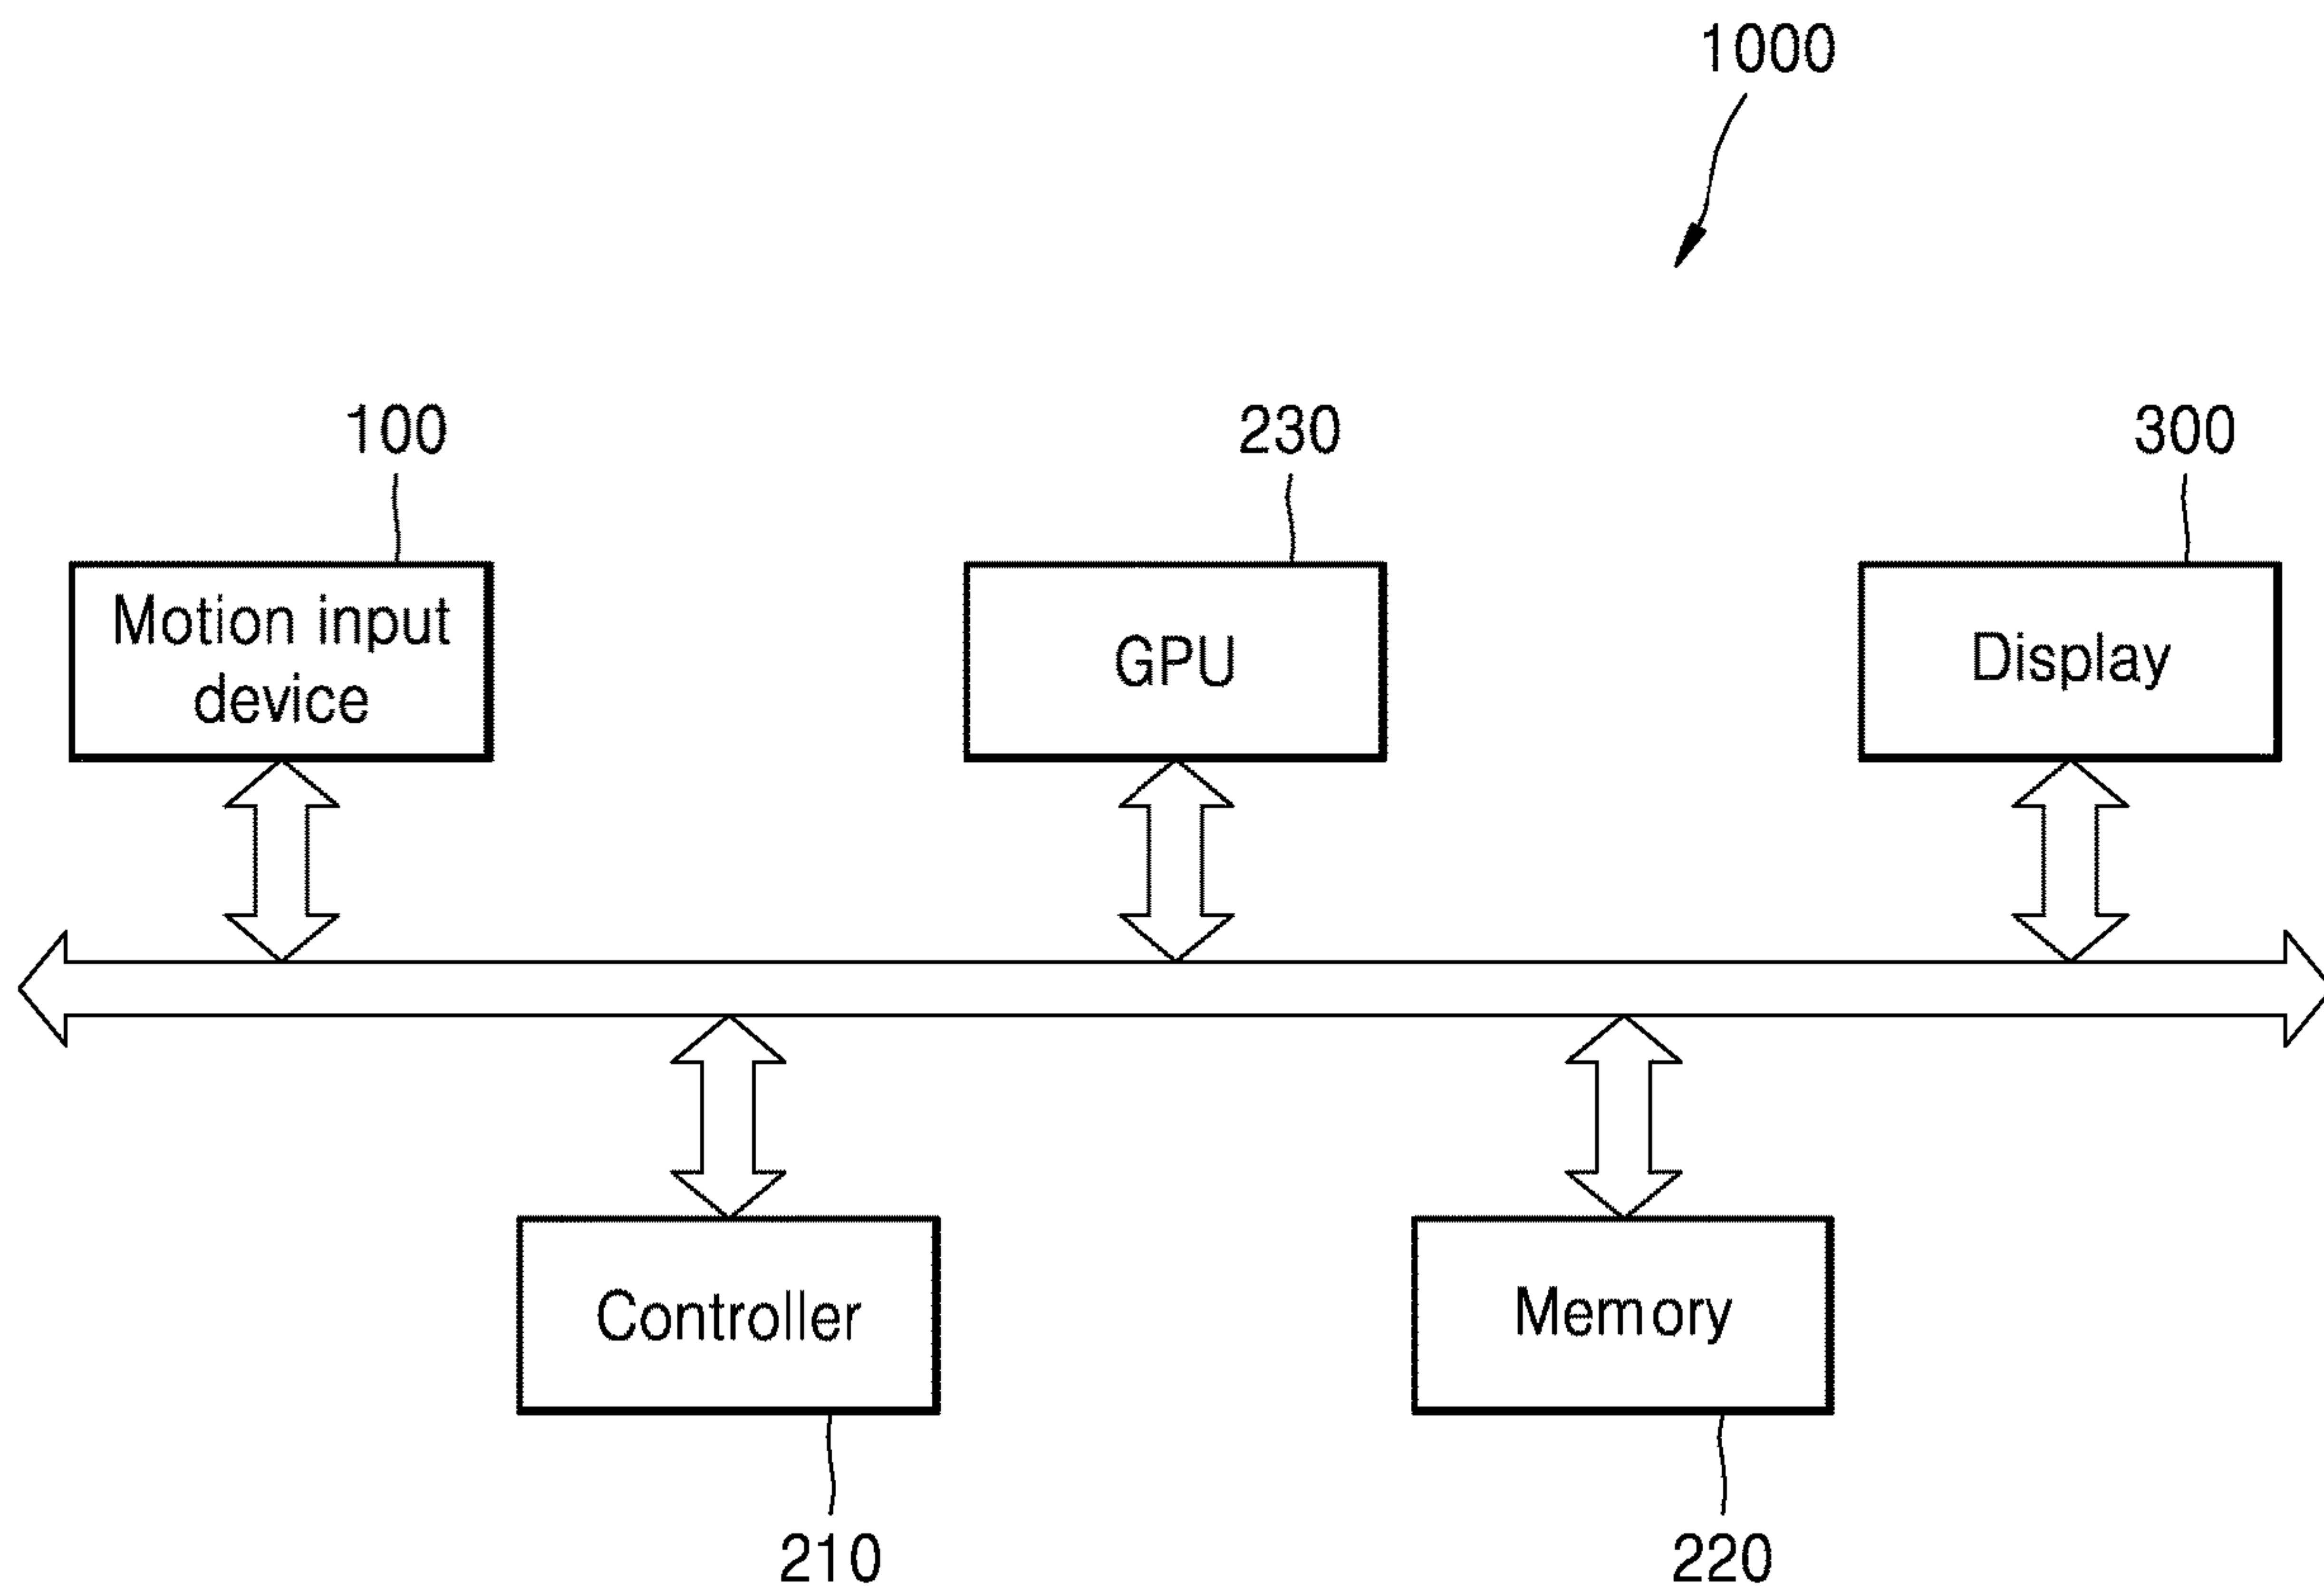 1000
100
230
300
Motion input
device
GPU
Display
Controller
Memory
210
220